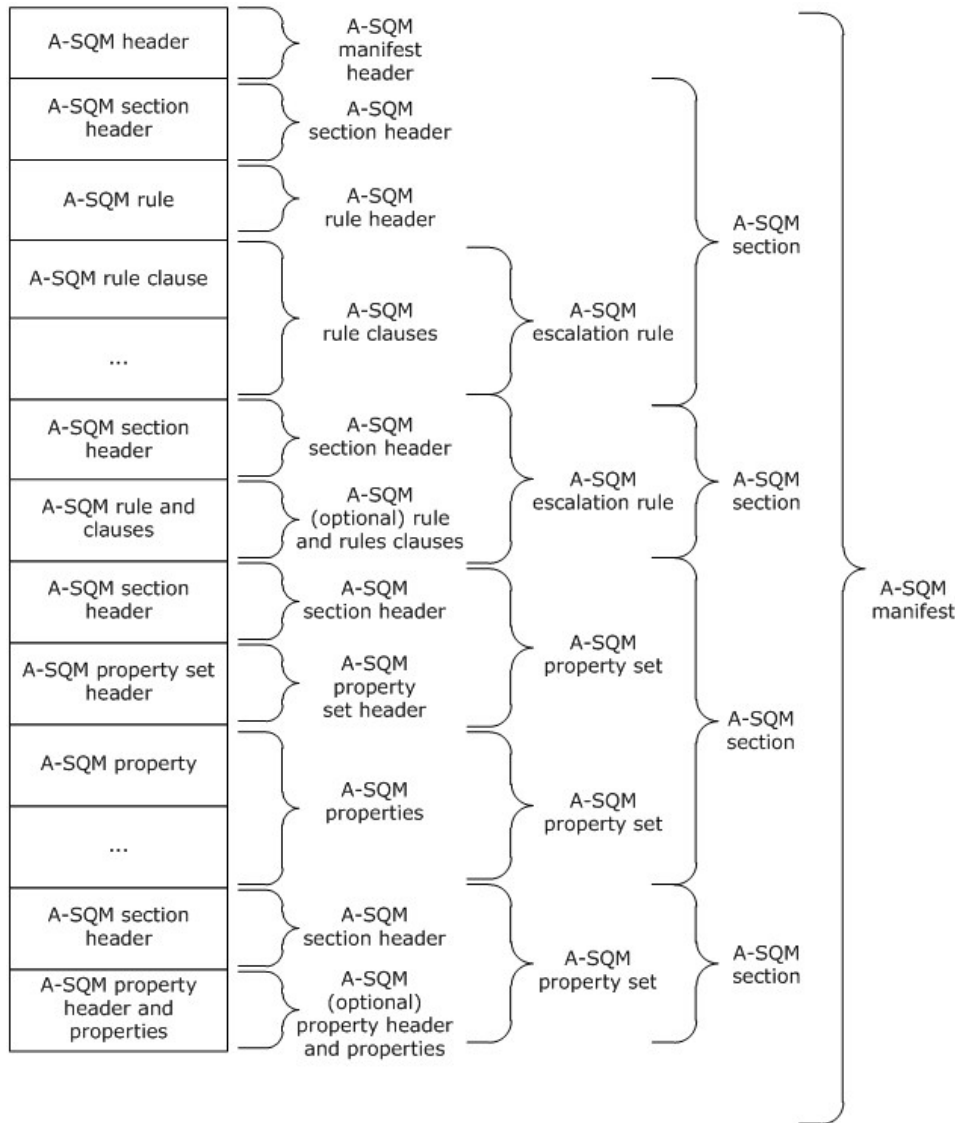 A-SQM header
A-SQM section
header
A-SQM rule
A-SQM rule clause
...
A-SQM section
header
A-SQM rule and
clauses
A-SQM section
header
A-SQM property set
header
A-SQM property
...
A-SQM section
header
A-SQM property
header and
properties
A-SQM
manifest
header
A-SQM
section header
A-SQM
rule header
A-SQM
rule clauses
A-SQM
section header
A-SQM
(optional) rule
and rules clauses
A-SQM
section header
A-SQM
property
set header
A-SQM
properties
A-SQM
section header
A-SQM
(optional)
property header
and properties
A-SQM
escalation rule
A-SQM
escalation rule
A-SQM
property set
A-SQM
property set
A-SQM
property set
A-SQM
section
A-SQM
section
A-SQM
section
A-SQM
section
A-SQM
manifest